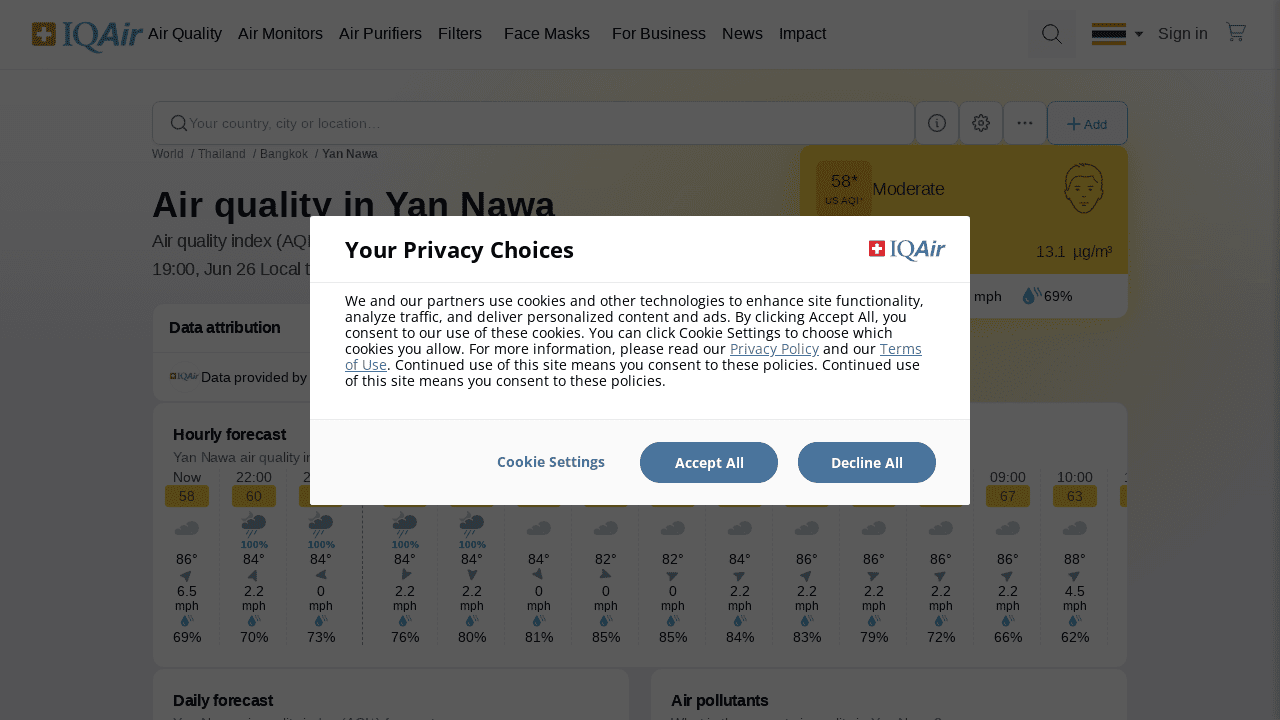 IQAir
Air Quality
Air Monitors
Air Purifiers
Filters
Face Masks
For Business
News
Impact
Sign in
Your country, city or location...
Add
World / Thailand / Bangkok / Yan Nawa
Air quality in Yan Nawa
Air quality index (AQI
19:00, Jun 26 Local t
58*
US AQI⁺
Moderate
13.1 µg/m³
mph
69%
Data attribution
IQAir
Data provided by
Your Privacy Choices
IQAir
We and our partners use cookies and other technologies to enhance site functionality,
analyze traffic, and deliver personalized content and ads. By clicking Accept All, you
consent to our use of these cookies. You can click Cookie Settings to choose which
cookies you allow. For more information, please read our Privacy Policy and our Terms
of Use. Continued use of this site means you consent to these policies. Continued use
of this site means you consent to these policies.
Cookie Settings
Accept All
Decline All
Hourly forecast
Yan Nawa air quality in
Now 22:00 09:00 10:00
58 60 67 63
100% 100% 100% 100%
86° 84° 84° 84° 84° 84° 82° 82° 84° 86° 86° 86° 86° 88°
6.5 2.2 0 2.2 2.2 0 0 0 2.2 2.2 2.2 2.2 2.2 4.5
mph mph mph mph mph mph mph mph mph mph mph mph mph mph
69% 70% 73% 76% 80% 81% 85% 85% 84% 83% 79% 72% 66% 62%
Daily forecast
Air pollutants